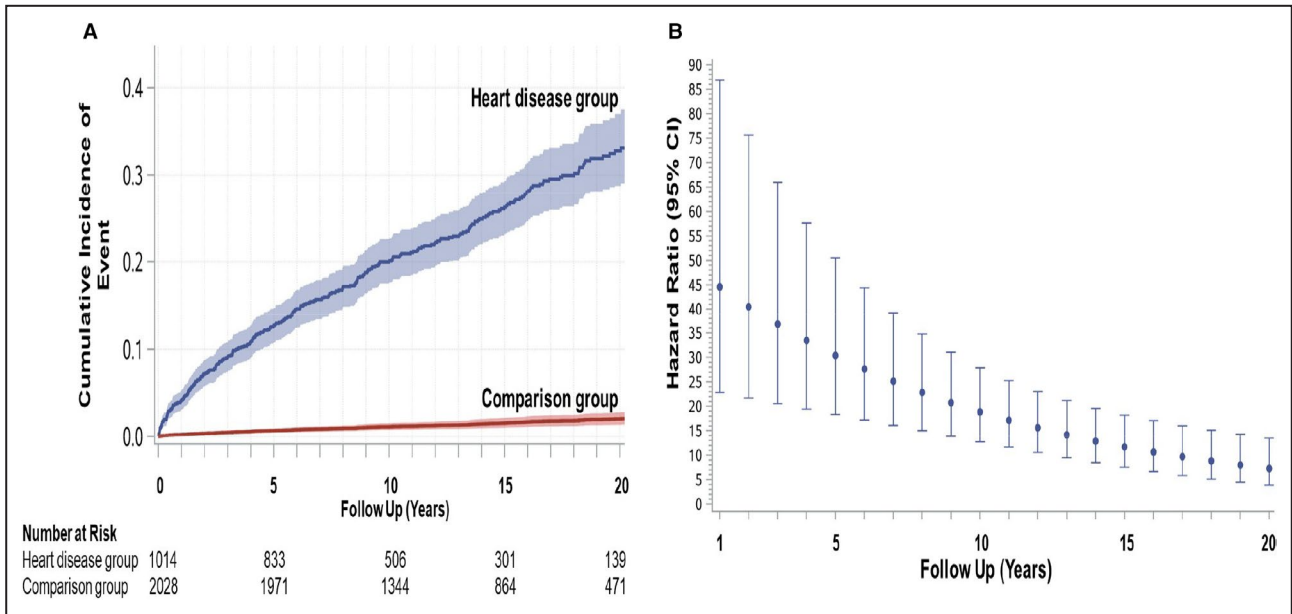 A
Cumulative Incidence of
Event
0.4
0.3
0.2
0.1
0.0
Heart disease group
Comparison group
0 5 10 15 20
Follow Up (Years)
Number at Risk
Heart disease group 1014 833 506 301 139
Comparison group 2028 1971 1344 864 471
B
Hazard Ratio (95% CI)
90
85
80
75
70
65
60
55
50
45
40
35
30
25
20
15
10
5
0
1 5 10 15 20
Follow Up (Years)